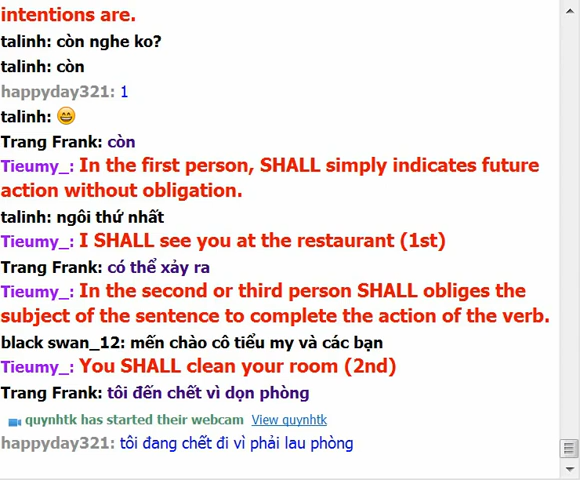 intentions are.
talinh: còn nghe ko?
talinh: còn
happyday321: 1
talinh: 😄
Trang Frank: còn
Tieumy_: In the first person, SHALL simply indicates future
action without obligation.
talinh: ngôi thứ nhất
Tieumy_: I SHALL see you at the restaurant (1st)
Trang Frank: có thể xảy ra
Tieumy_: In the second or third person SHALL obliges the
subject of the sentence to complete the action of the verb.
black swan_12: mến chào cô tiểu my và các bạn
Tieumy_: You SHALL clean your room (2nd)
Trang Frank: tôi đến chết vì dọn phòng
quynhtk has started their webcam View quynhtk
happyday321: tôi đang chết đi vì phải lau phòng